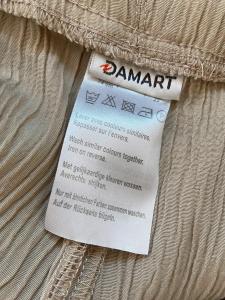 DAMART
Laver avec couleurs similaires.
Repasser sur l'envers.
Wash similar colours together.
Iron on reverse.
Met gelijkaardige kleuren wassen.
Averechts strijken.
Nur mit ähnlichen Farben zusammen waschen.
Auf der Rückseite bügeln.